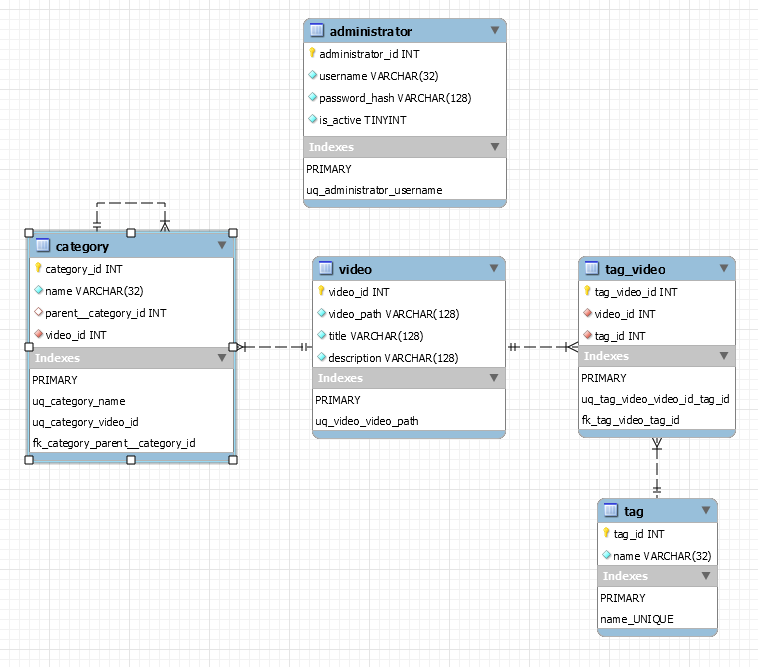 administrator
administrator_id INT
username VARCHAR(32)
password_hash VARCHAR(128)
is_active TINYINT
Indexes
PRIMARY
uq_administrator_username
category
category_id INT
name VARCHAR(32)
parent__category_id INT
video_id INT
Indexes
PRIMARY
uq_category_name
uq_category_video_id
fk_category_parent__category_id
video
video_id INT
video_path VARCHAR(128)
title VARCHAR(128)
description VARCHAR(128)
Indexes
PRIMARY
uq_video_video_path
tag_video
tag_video_id INT
video_id INT
tag_id INT
Indexes
PRIMARY
uq_tag_video_video_id_tag_id
fk_tag_video_tag_id
tag
tag_id INT
name VARCHAR(32)
Indexes
PRIMARY
name_UNIQUE